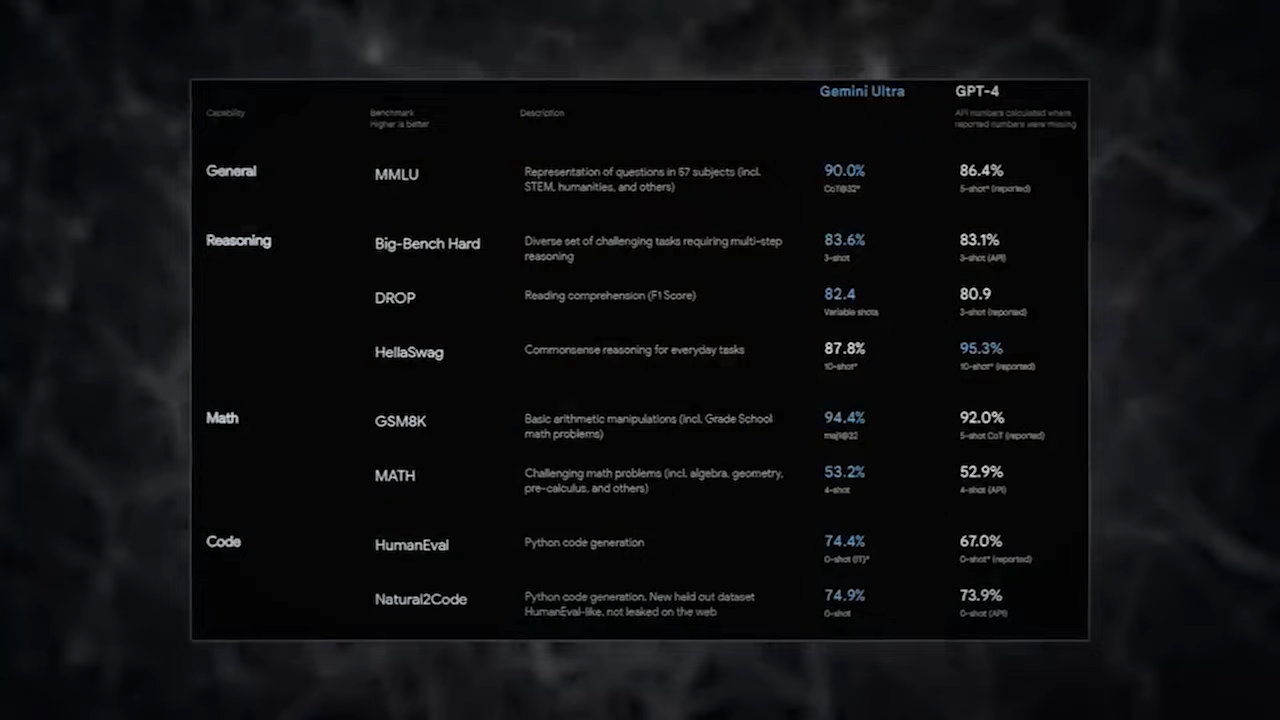 Gemini Ultra GPT-4
Capability Benchmark Description API numbers calculated where
Higher is better reported numbers were missing
General MMLU Representation of questions in 57 subjects (incl. 90.0% 86.4%
STEM, humanities, and others) CoT@32* 5-shot* (reported)
Reasoning Big-Bench Hard Diverse set of challenging tasks requiring multi-step 83.6% 83.1%
reasoning 3-shot 3-shot (API)
DROP Reading comprehension (F1 Score) 82.4 80.9
Variable shots 3-shot (reported)
HellaSwag Commonsense reasoning for everyday tasks 87.8% 95.3%
10-shot* 10-shot* (reported)
Math GSM8K Basic arithmetic manipulations (incl. Grade School 94.4% 92.0%
math problems) maj1@32 5-shot CoT (reported)
MATH Challenging math problems (incl. algebra, geometry, 53.2% 52.9%
pre-calculus, and others) 4-shot 4-shot (API)
Code HumanEval Python code generation 74.4% 67.0%
0-shot (IT)* 0-shot* (reported)
Natural2Code Python code generation. New held out dataset 74.9% 73.9%
HumanEval-like, not leaked on the web 0-shot 0-shot (API)